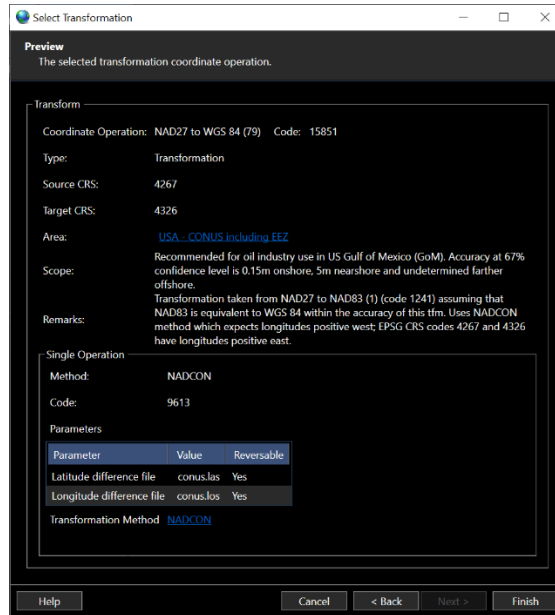 Select Transformation
Preview
The selected transformation coordinate operation.
Transform
Coordinate Operation: NAD27 to WGS 84 (79) Code: 15851
Type: Transformation
Source CRS: 4267
Target CRS: 4326
Area: USA - CONUS including EEZ
Scope: Recommended for oil industry use in US Gulf of Mexico (GoM). Accuracy at 67%
confidence level is 0.15m onshore, 5m nearshore and undetermined farther
offshore.
Remarks: Transformation taken from NAD27 to NAD83 (1) (code 1241) assuming that
NAD83 is equivalent to WGS 84 within the accuracy of this tfm. Uses NADCON
method which expects longitudes positive west; EPSG CRS codes 4267 and 4326
have longitudes positive east.
Single Operation
Method: NADCON
Code: 9613
Parameters
Parameter Value Reversable
Latitude difference file conus.las Yes
Longitude difference file conus.los Yes
Transformation Method NADCON
Help Cancel < Back Next > Finish